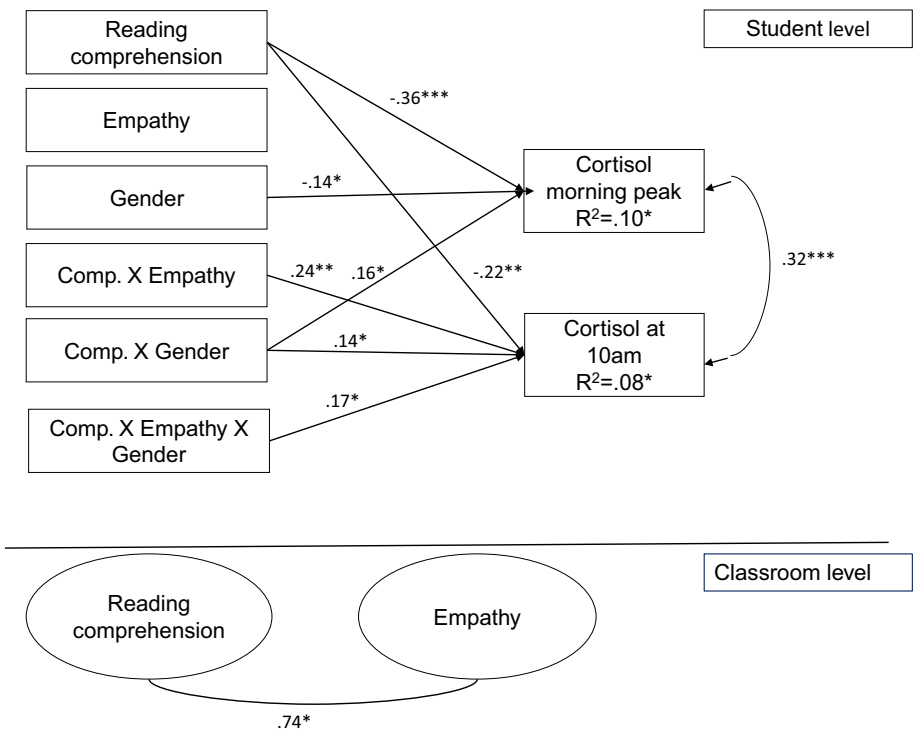 Reading
comprehension
Student level
Empathy
-.36***
Gender
-.14*
Cortisol
morning peak
R²=.10*
Comp. X Empathy
.24**
.16*
-.22**
.32***
Comp. X Gender
.14*
Cortisol at
10am
R²=.08*
Comp. X Empathy X
Gender
.17*
Classroom level
Reading
comprehension
Empathy
.74*